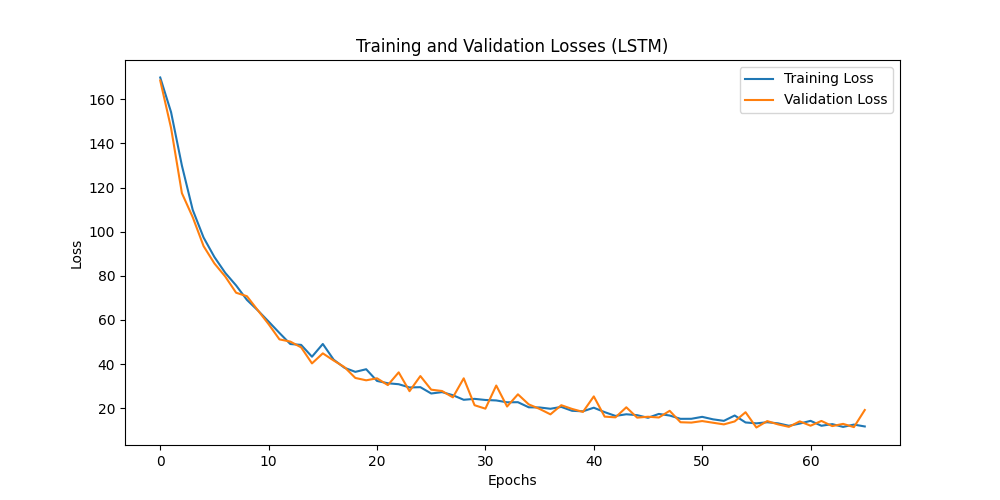 Training and Validation Losses (LSTM)
Training Loss
Validation Loss
160
140
120
100
80
60
40
20
Loss
0 10 20 30 40 50 60
Epochs